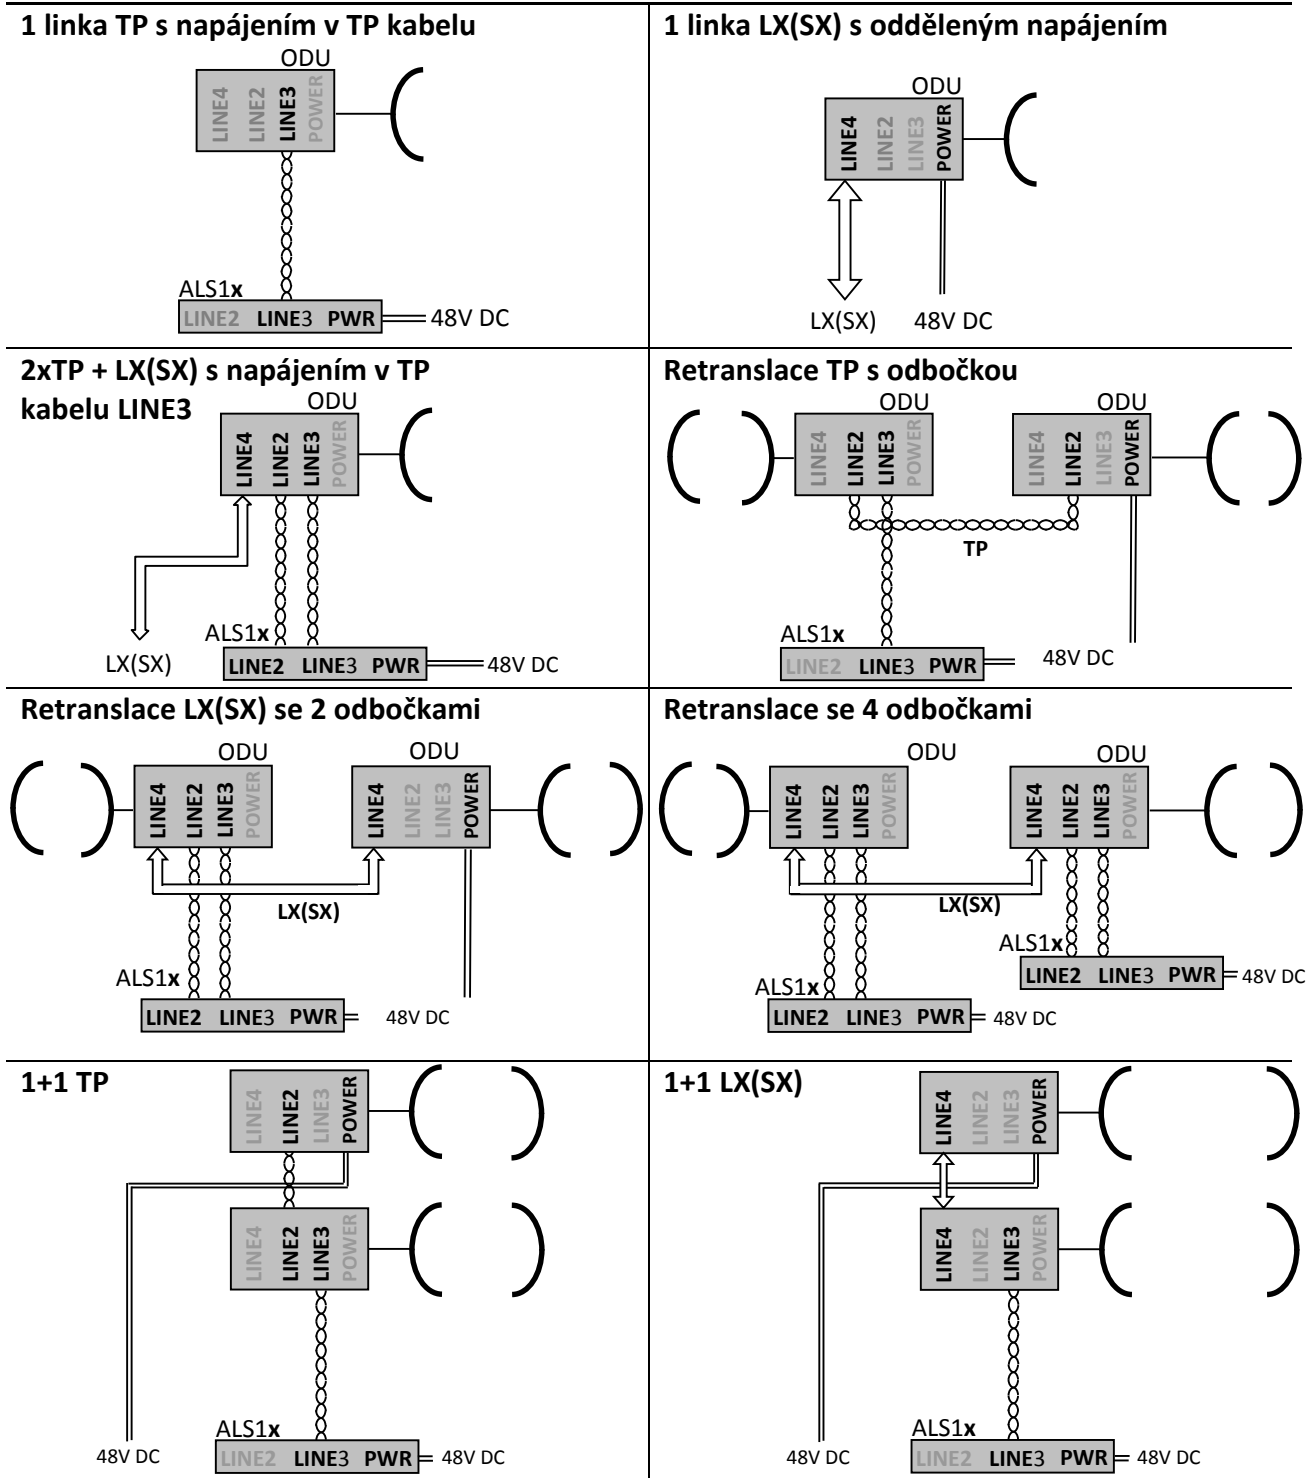 1 linka TP s napájením v TP kabelu
ODU
LINE4 LINE2 LINE3 POWER
ALS1x
LINE2 LINE3 PWR 48V DC
1 linka LX(SX) s odděleným napájením
ODU
LINE4 LINE2 LINE3 POWER
LX(SX) 48V DC
2xTP + LX(SX) s napájením v TP
kabelu LINE3
ODU
LINE4 LINE2 LINE3 POWER
ALS1x
LX(SX)
LINE2 LINE3 PWR 48V DC
Retranslace TP s odbočkou
ODU ODU
LINE4 LINE2 LINE3 POWER LINE4 LINE2 LINE3 POWER
TP
ALS1x
LINE2 LINE3 PWR 48V DC
Retranslace LX(SX) se 2 odbočkami
ODU ODU
LINE4 LINE2 LINE3 POWER LINE4 LINE2 LINE3 POWER
LX(SX)
ALS1x
LINE2 LINE3 PWR 48V DC
Retranslace se 4 odbočkami
ODU ODU
LINE4 LINE2 LINE3 POWER LINE4 LINE2 LINE3 POWER
LX(SX)
ALS1x
LINE2 LINE3 PWR 48V DC
ALS1x
LINE2 LINE3 PWR 48V DC
1+1 TP
LINE4 LINE2 LINE3 POWER
LINE4 LINE2 LINE3 POWER
ALS1x
48V DC LINE2 LINE3 PWR 48V DC
1+1 LX(SX)
LINE4 LINE2 LINE3 POWER
LINE4 LINE2 LINE3 POWER
ALS1x
48V DC LINE2 LINE3 PWR 48V DC